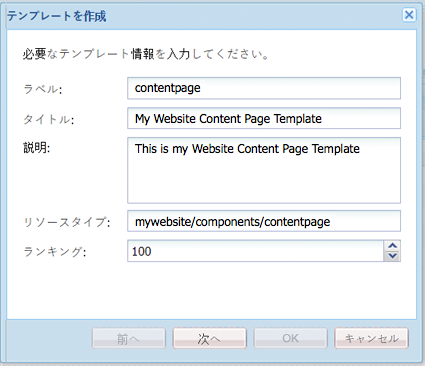 テンプレートを作成
必要なテンプレート情報を入力してください。
ラベル: contentpage
タイトル: My Website Content Page Template
説明: This is my Website Content Page Template
リソースタイプ: mywebsite/components/contentpage
ランキング: 100
前へ 次へ OK キャンセル